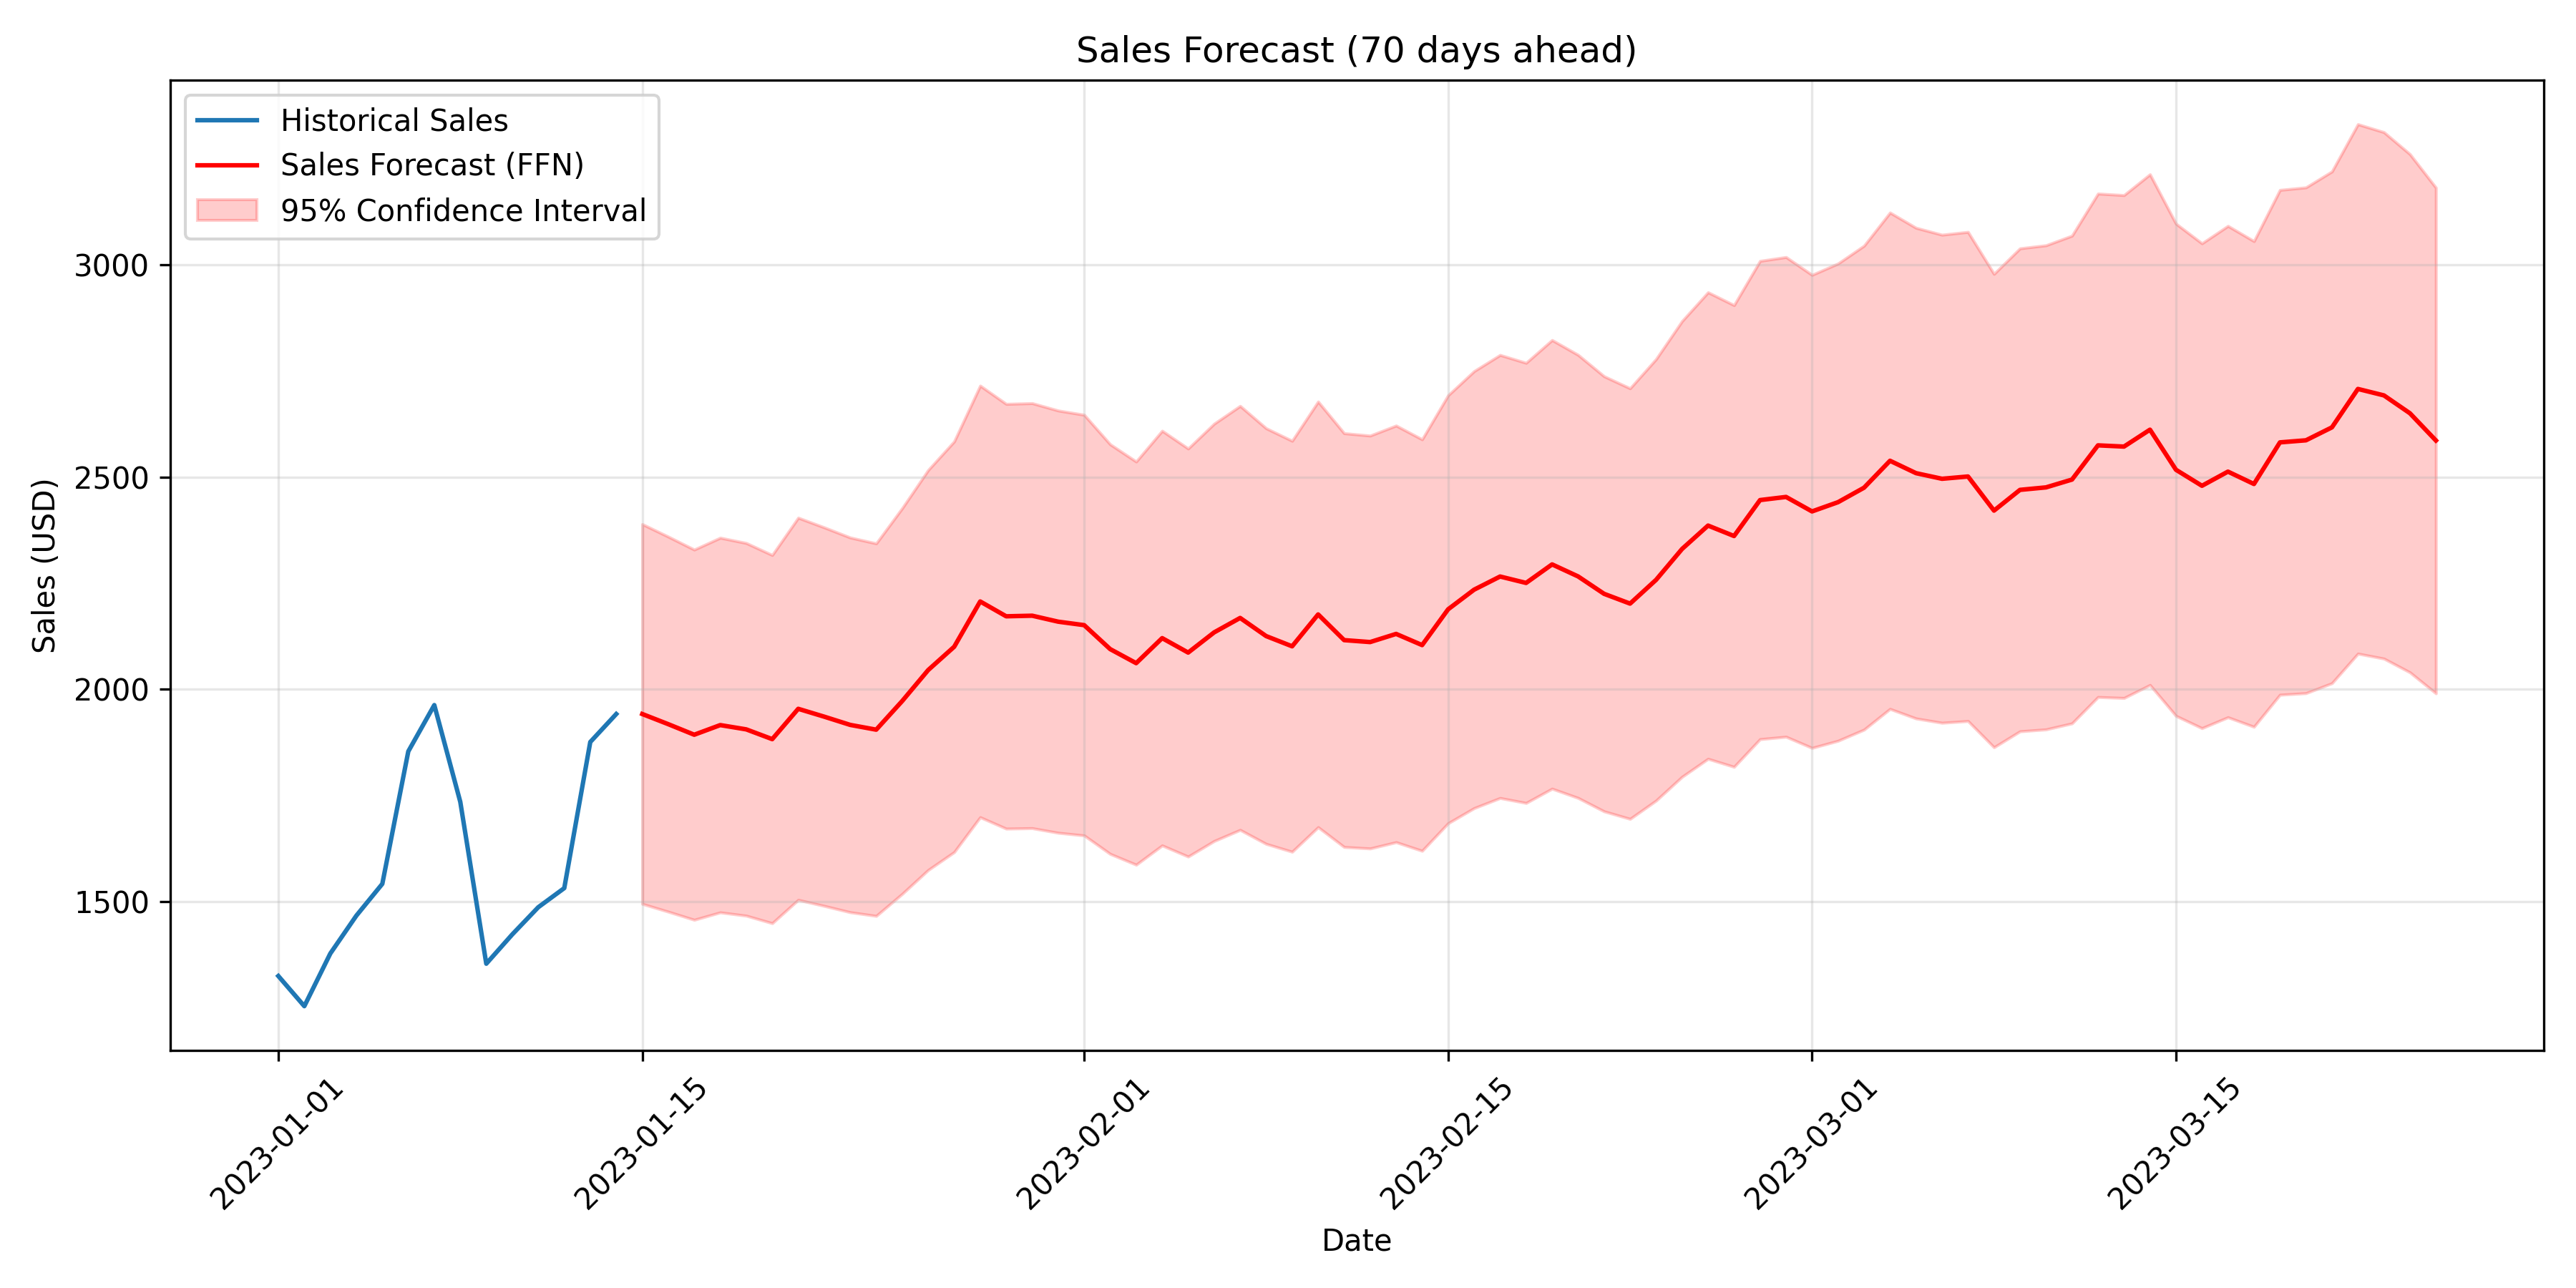 Sales Forecast (70 days ahead)
Historical Sales
Sales Forecast (FFN)
95% Confidence Interval
3000
2500
2000
1500
Sales (USD)
2023-01-01
2023-01-15
2023-02-01
2023-02-15
2023-03-01
2023-03-15
Date